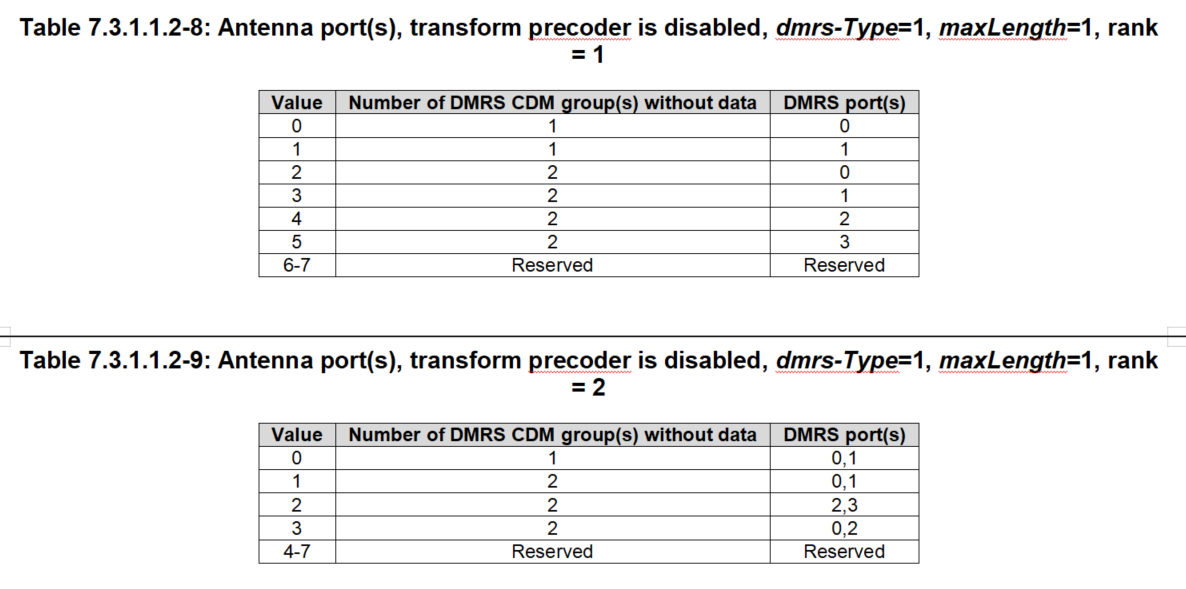 Table 7.3.1.1.2-8: Antenna port(s), transform precoder is disabled, dmrs-Type=1, maxLength=1, rank
= 1
Value Number of DMRS CDM group(s) without data DMRS port(s)
0 1 0
1 1 1
2 2 0
3 2 1
4 2 2
5 2 3
6-7 Reserved Reserved
Table 7.3.1.1.2-9: Antenna port(s), transform precoder is disabled, dmrs-Type=1, maxLength=1, rank
= 2
Value Number of DMRS CDM group(s) without data DMRS port(s)
0 1 0,1
1 2 0,1
2 2 2,3
3 2 0,2
4-7 Reserved Reserved